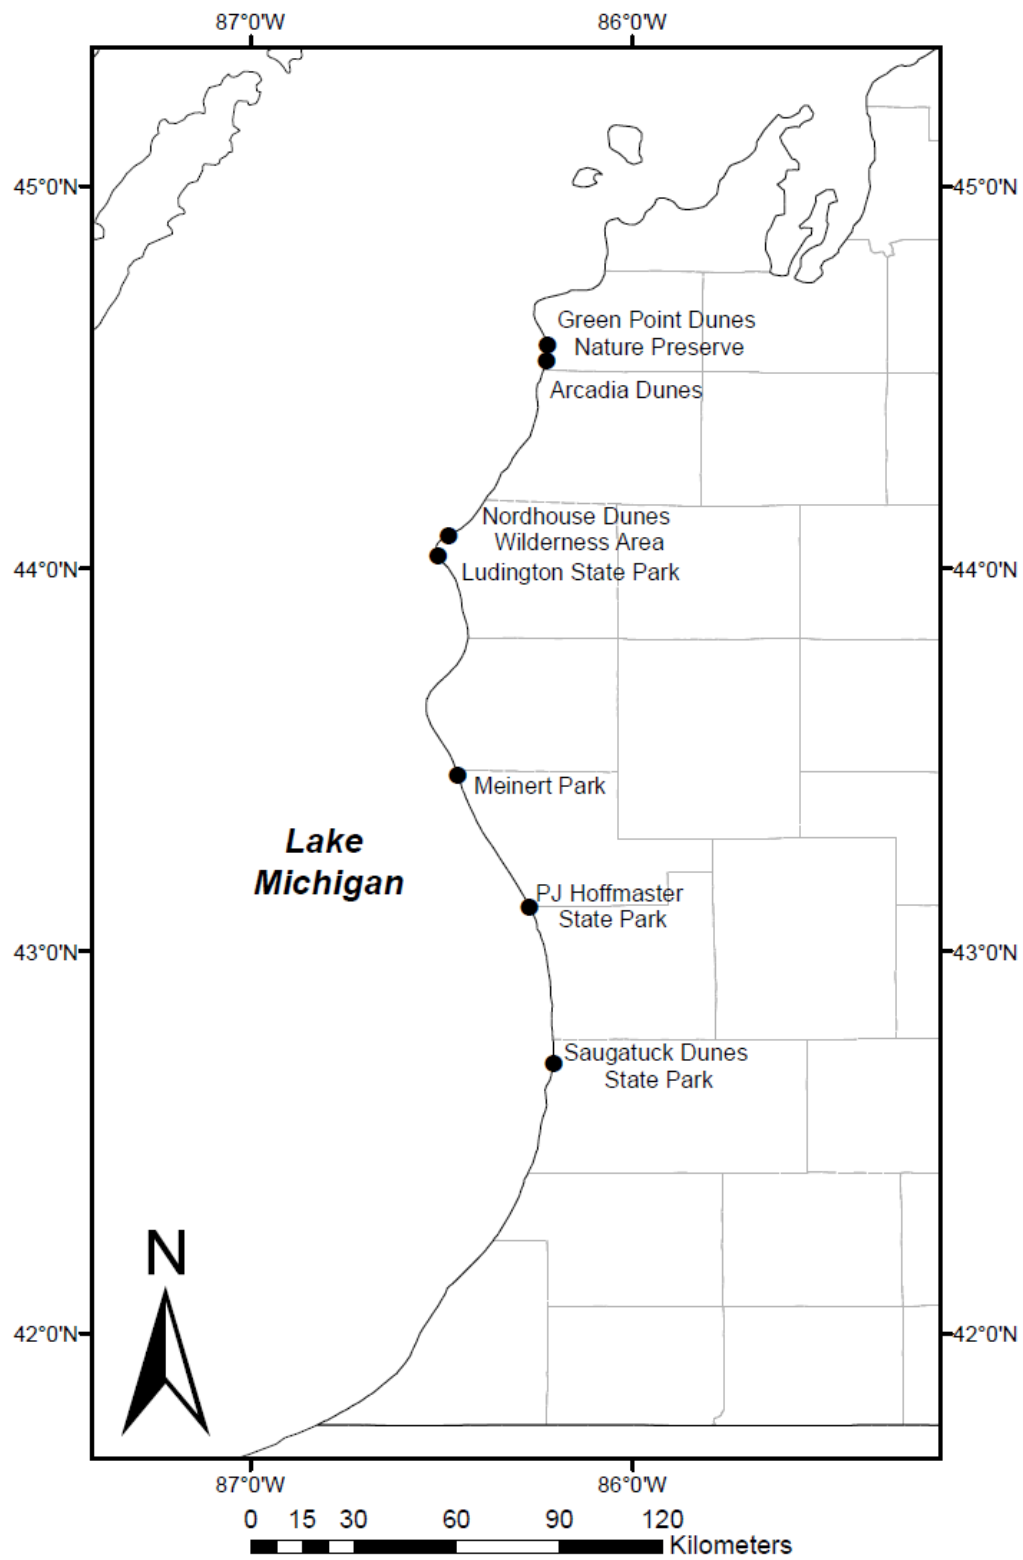 87°0'W 86°0'W
45°0'N 45°0'N
Green Point Dunes
Nature Preserve
Arcadia Dunes
Nordhouse Dunes
Wilderness Area
44°0'N 44°0'N
Ludington State Park
Meinert Park
Lake
Michigan
PJ Hoffmaster
State Park
43°0'N 43°0'N
Saugatuck Dunes
State Park
N
42°0'N 42°0'N
87°0'W 86°0'W
0 15 30 60 90 120
Kilometers